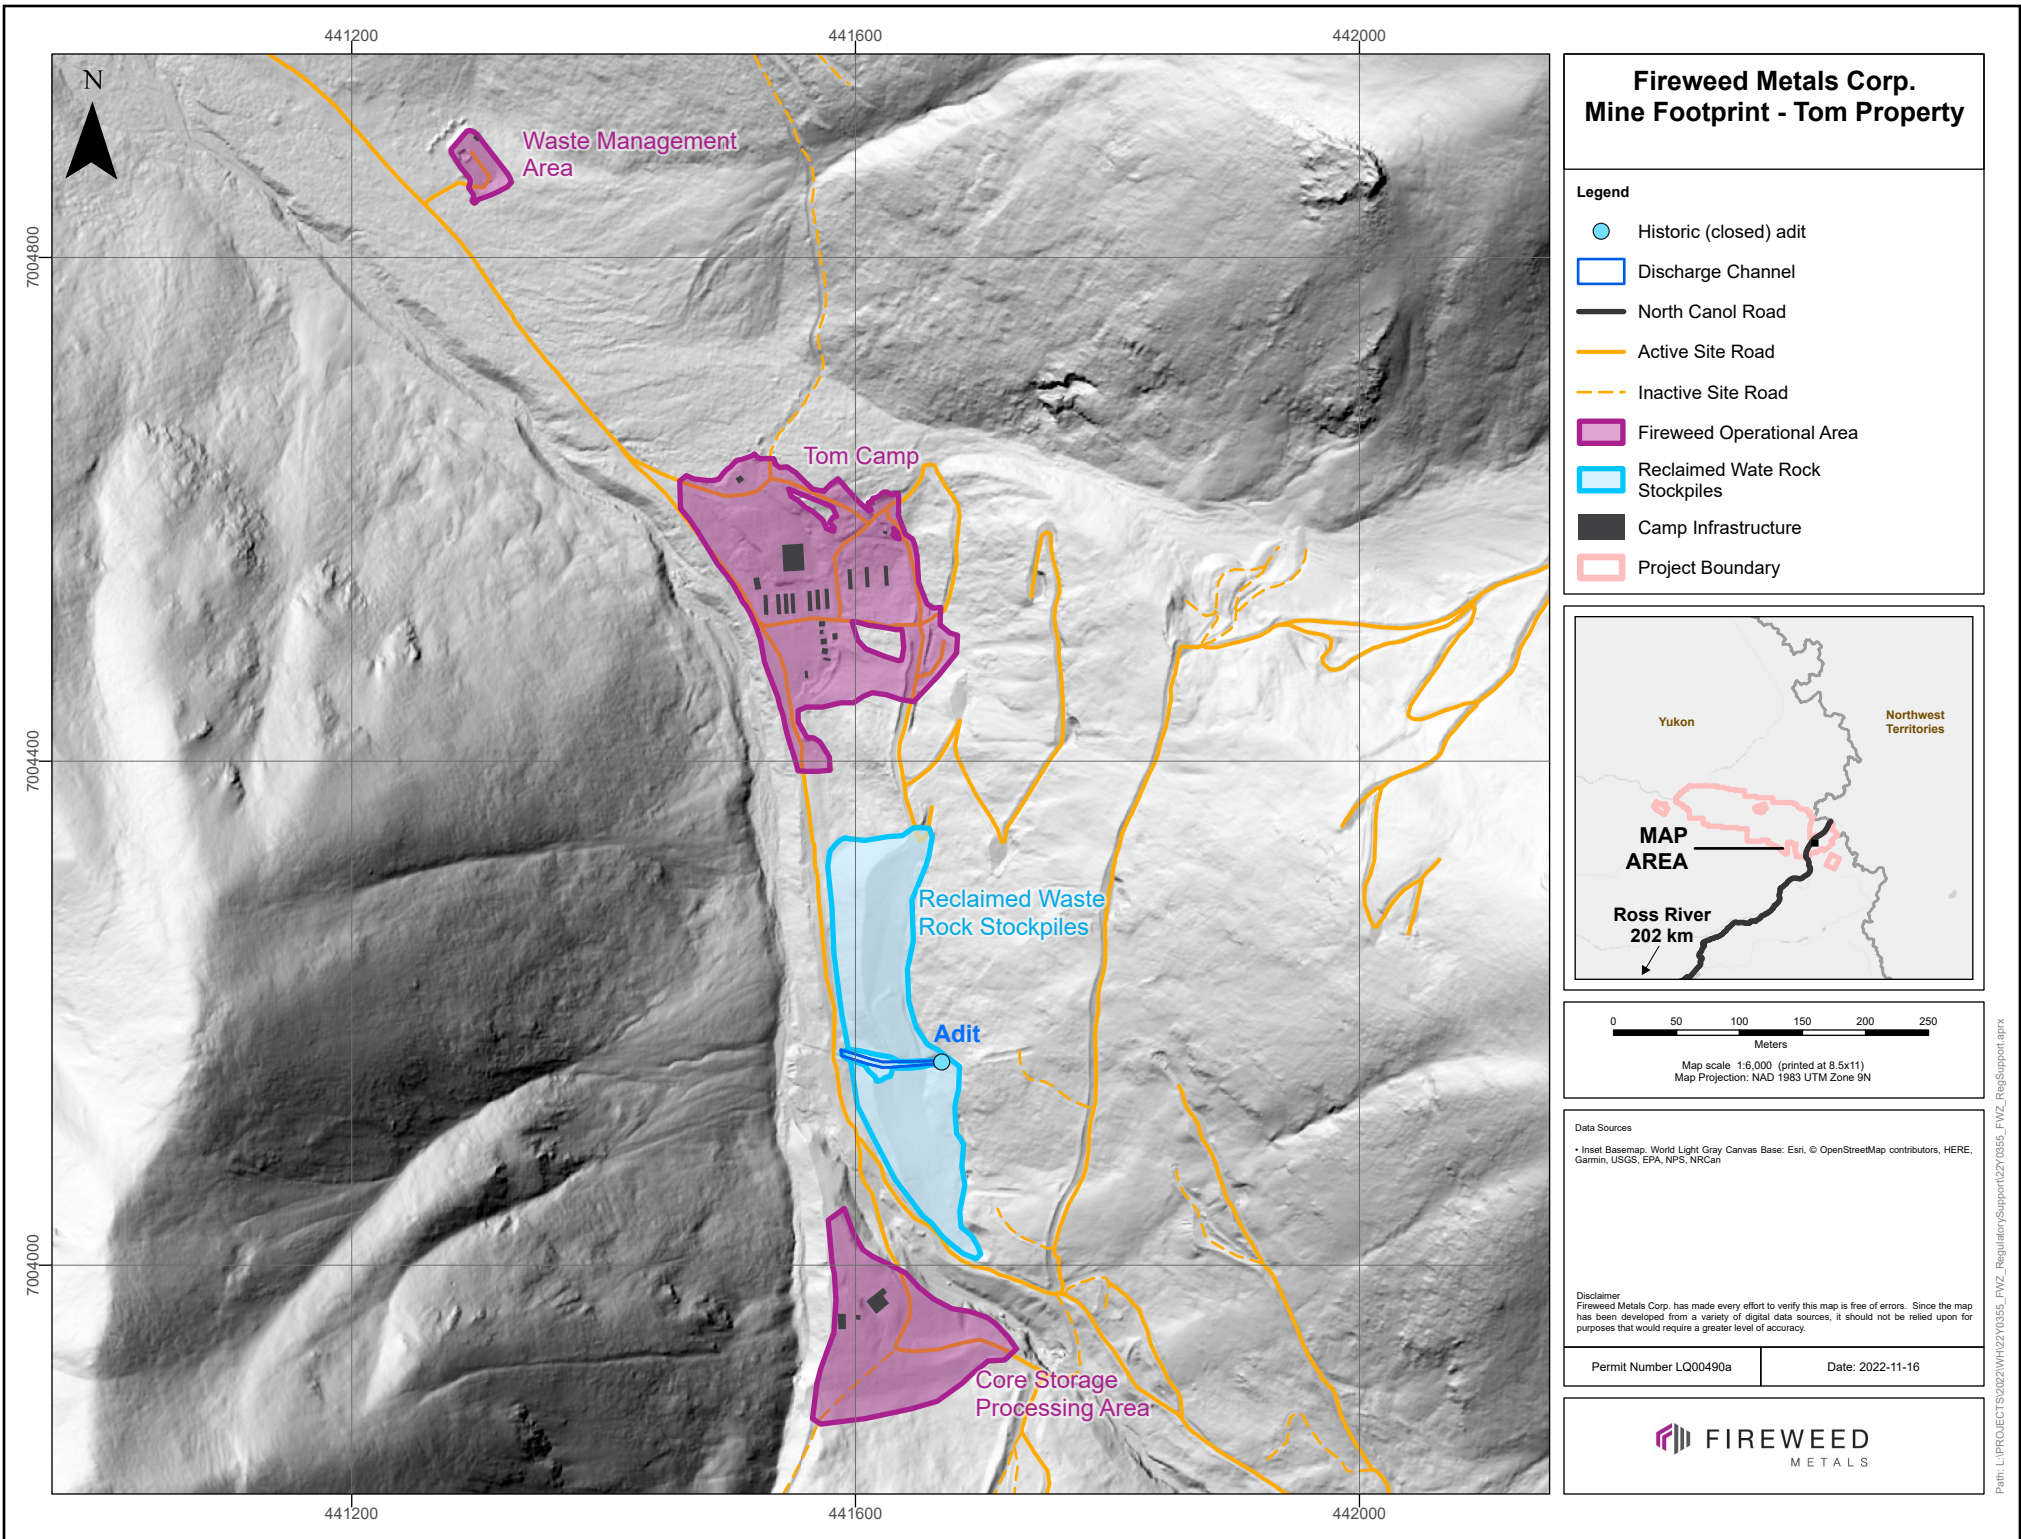 441200
441600
442000
N
Waste Management
Area
7004800
Tom Camp
7004400
Reclaimed Waste
Rock Stockpiles
Adit
7004000
Core Storage
Processing Area
441200
441600
442000
Fireweed Metals Corp.
Mine Footprint - Tom Property
Legend
Historic (closed) adit
Discharge Channel
North Canol Road
Active Site Road
Inactive Site Road
Fireweed Operational Area
Reclaimed Wate Rock
Stockpiles
Camp Infrastructure
Project Boundary
Yukon
Northwest
Territories
MAP
AREA
Ross River
202 km
0 50 100 150 200 250
Meters
Map scale 1:6,000 (printed at 8.5x11)
Map Projection: NAD 1983 UTM Zone 9N
Data Sources
• Inset Basemap. World Light Gray Canvas Base: Esri, © OpenStreetMap contributors, HERE,
Garmin, USGS, EPA, NPS, NRCan
Disclaimer
Fireweed Metals Corp. has made every effort to verify this map is free of errors. Since the map
has been developed from a variety of digital data sources, it should not be relied upon for
purposes that would require a greater level of accuracy.
Permit Number LQ00490a
Date: 2022-11-16
FIREWEED
METALS
Path: L:\PROJECTS\2022\WH\22Y0355_FWZ_RegulatorySupport\22Y0355_FWZ_RegSupport.aprx